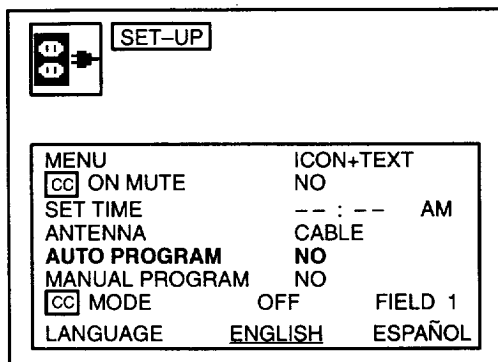 SET–UP
MENU ICON+TEXT
CC ON MUTE NO
SET TIME – – : – – AM
ANTENNA CABLE
AUTO PROGRAM NO
MANUAL PROGRAM NO
CC MODE OFF FIELD 1
LANGUAGE ENGLISH ESPAÑOL